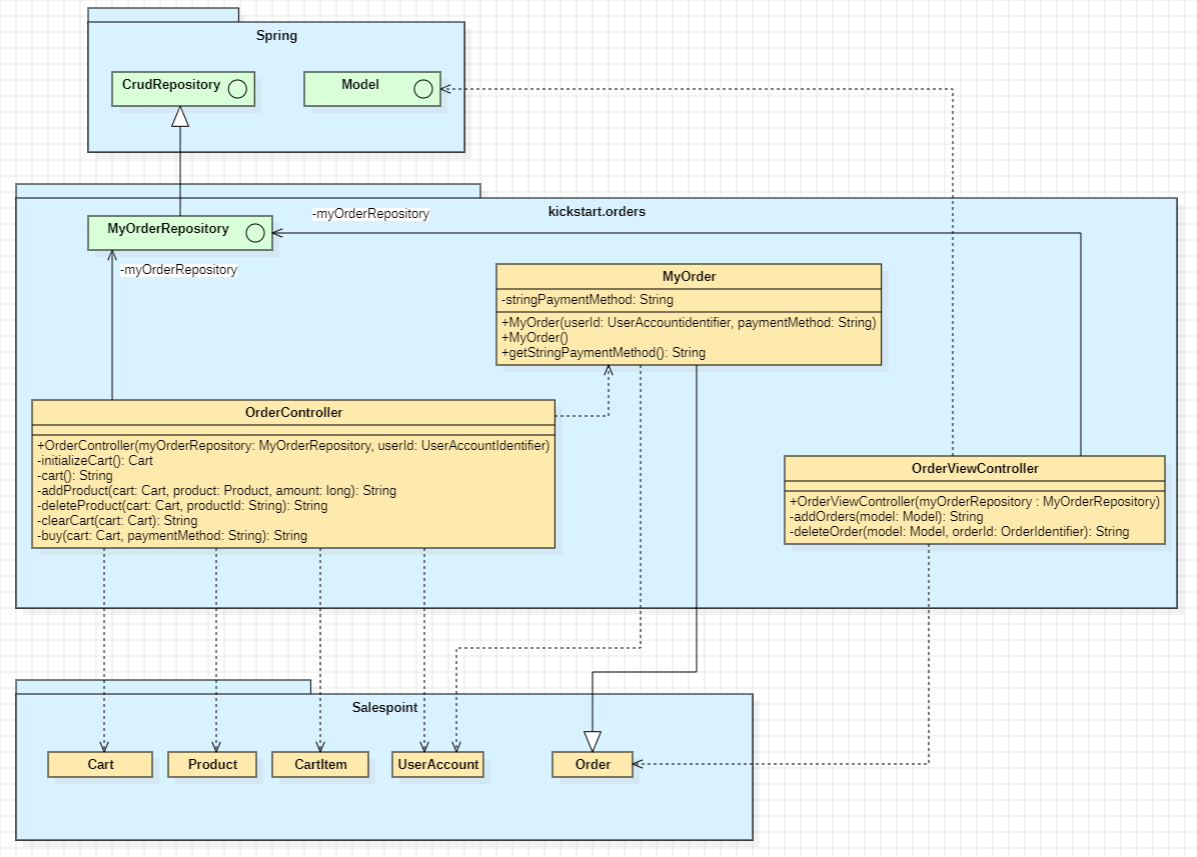 Spring
CrudRepository
Model
kickstart.orders
-myOrderRepository
MyOrderRepository
-myOrderRepository
MyOrder
-stringPaymentMethod: String
+MyOrder(userId: UserAccountidentifier, paymentMethod: String)
+MyOrder()
+getStringPaymentMethod(): String
OrderController
+OrderController(myOrderRepository: MyOrderRepository, userId: UserAccountIdentifier)
-initializeCart(): Cart
-cart(): String
-addProduct(cart: Cart, product: Product, amount: long): String
-deleteProduct(cart: Cart, productId: String): String
-clearCart(cart: Cart): String
-buy(cart: Cart, paymentMethod: String): String
OrderViewController
+OrderViewController(myOrderRepository : MyOrderRepository)
-addOrders(model: Model): String
-deleteOrder(model: Model, orderId: OrderIdentifier): String
Salespoint
Cart
Product
CartItem
UserAccount
Order